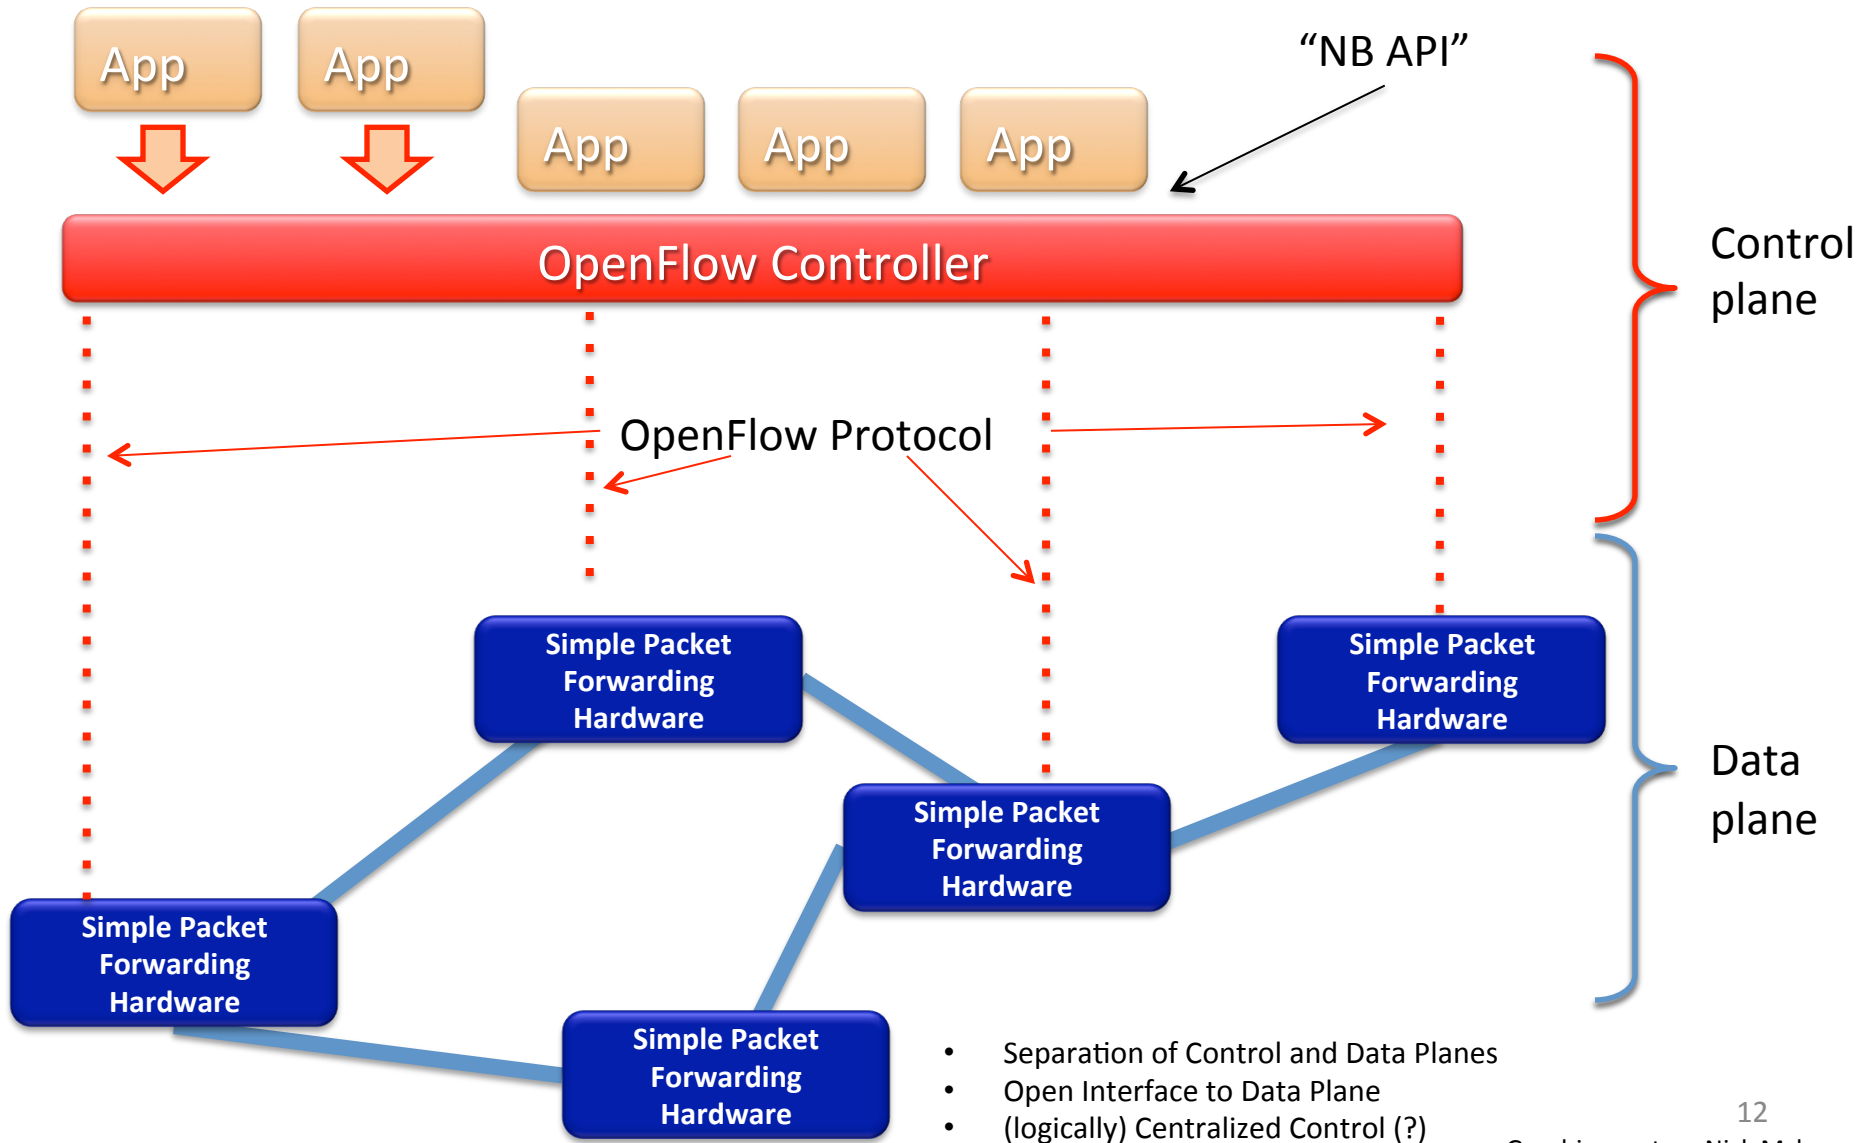 App
App
App
App
App
“NB API”
OpenFlow Controller
Control
plane
OpenFlow Protocol
Simple Packet
Forwarding
Hardware
Simple Packet
Forwarding
Hardware
Data
plane
Simple Packet
Forwarding
Hardware
Simple Packet
Forwarding
Hardware
Simple Packet
Forwarding
Hardware
• Separation of Control and Data Planes
• Open Interface to Data Plane
• (logically) Centralized Control (?)
12